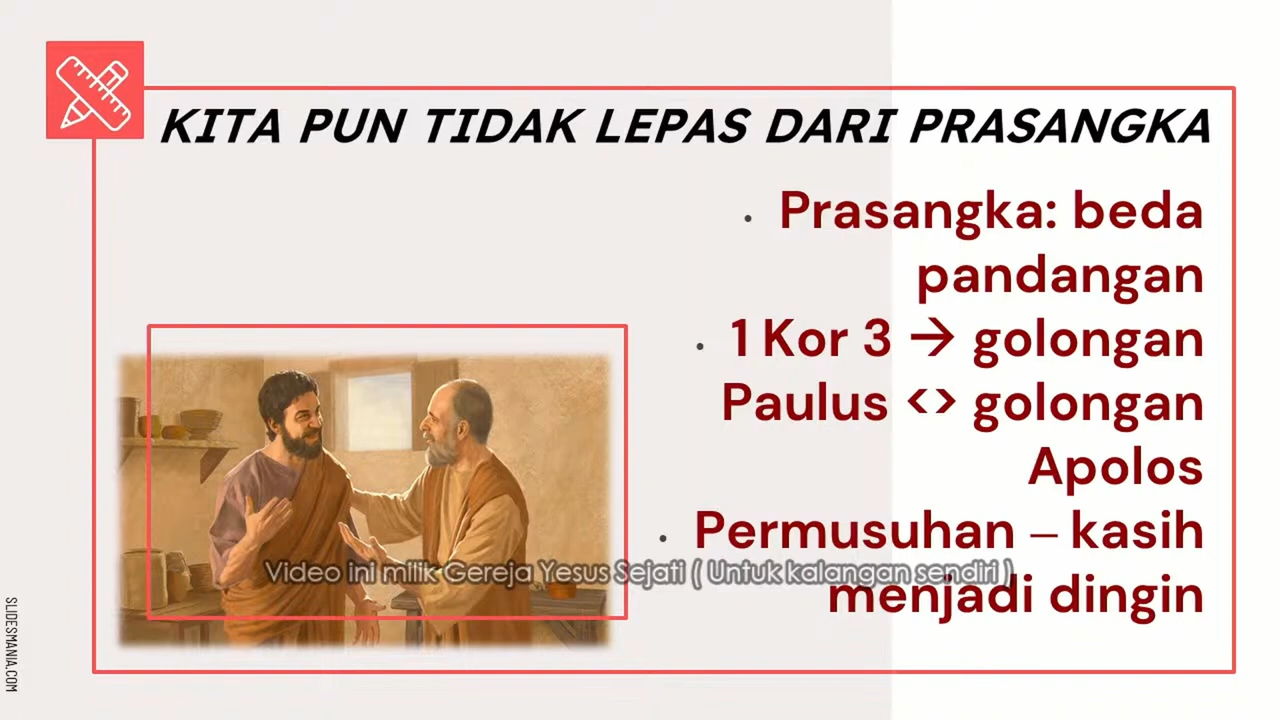 KITA PUN TIDAK LEPAS DARI PRASANGKA
• Prasangka: beda
pandangan
• 1 Kor 3 → golongan
Paulus <> golongan
Apolos
• Permusuhan – kasih
menjadi dingin
Video ini milik Gereja Yesus Sejati ( Untuk kalangan sendiri )
SLIDESMANIA.COM